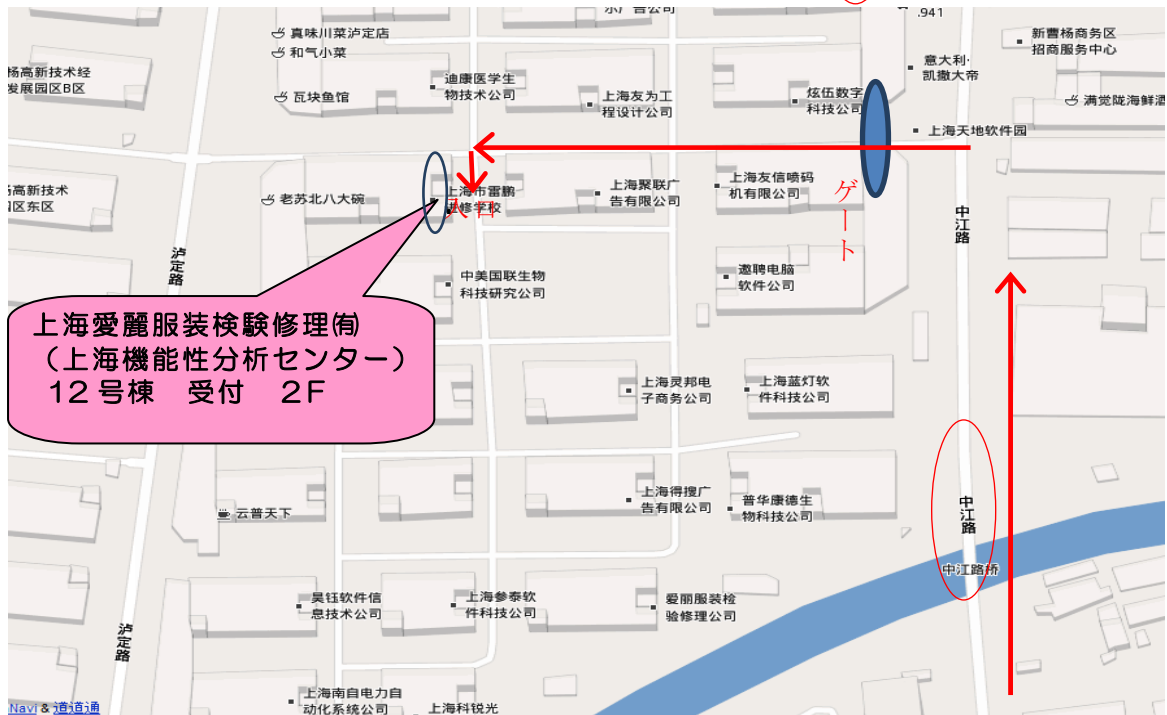 .941
真味川菜泸定店
和气小菜
新曹杨商务区
招商服务中心
意大利·
凯撒大帝
杨高新技术经
发展园区B区
迪康医学生
物技术公司
瓦块鱼馆
上海友为工
程设计公司
炫伍数字
科技公司
满觉陇海鲜酒
上海天地软件园
高新技术
区东区
老苏北八大碗
上海市雷鹏
进修学校
入口
上海聚联广
告有限公司
上海友信喷码
机有限公司
ゲート
中江路
泸定路
中美国联生物
科技研究公司
邀聘电脑
软件公司
上海愛麗服装検験修理㈲
(上海機能性分析センター)
12号棟 受付 2F
上海灵邦电
子商务公司
上海蓝灯软
件科技公司
上海得搜广
告有限公司
普华康德生
物科技公司
中江路
云普天下
中江路桥
昊钰软件信
息技术公司
上海参泰软
件科技公司
爱丽服装检
验修理公司
泸定路
上海南自电力自
动化系统公司
上海科锐光
Navi & 道道通